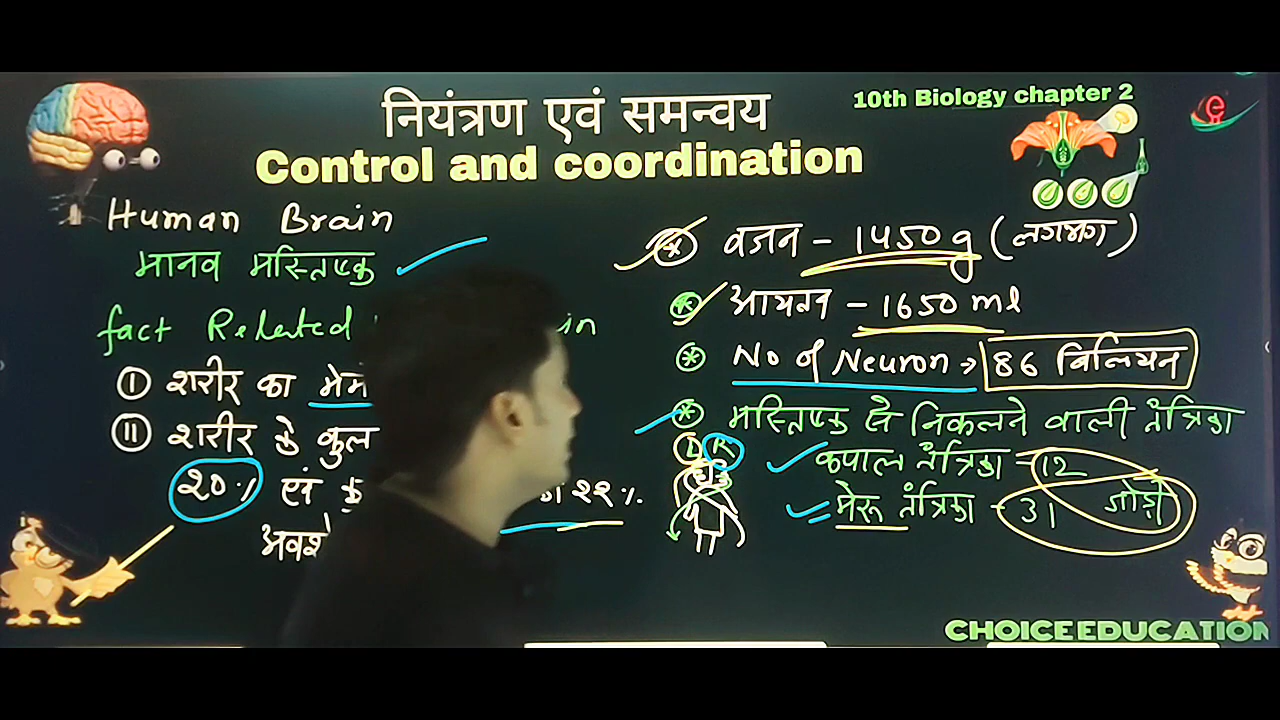 नियंत्रण एवं समन्वय
10th Biology chapter 2
Control and coordination
Human Brain
मानव मस्तिष्क
fact Related
in
① शरीर का
② शरीर के कुल
20% एवं
22%.
वजन - 1450 g (लगभग)
आयतन - 1650 ml
No of Neuron → 86 बिलियन
मस्तिष्क से निकलने वाली तंत्रिका
L R
कपाल तंत्रिका - 12
मेरू तंत्रिका - 31 जोड़ी
CHOICE EDUCATION